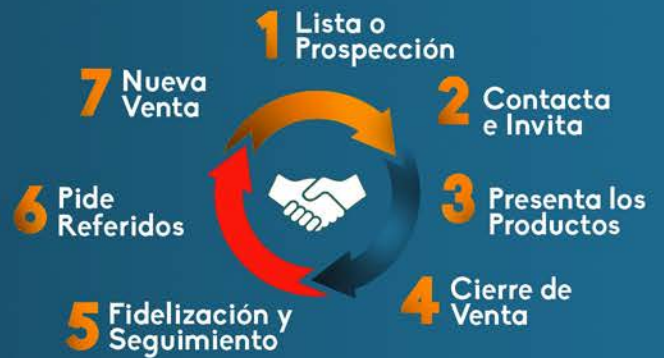 1 Lista o
Prospección
2 Contacta
e Invita
3 Presenta los
Productos
4 Cierre de
Venta
5 Fidelización y
Seguimiento
6 Pide
Referidos
7 Nueva
Venta